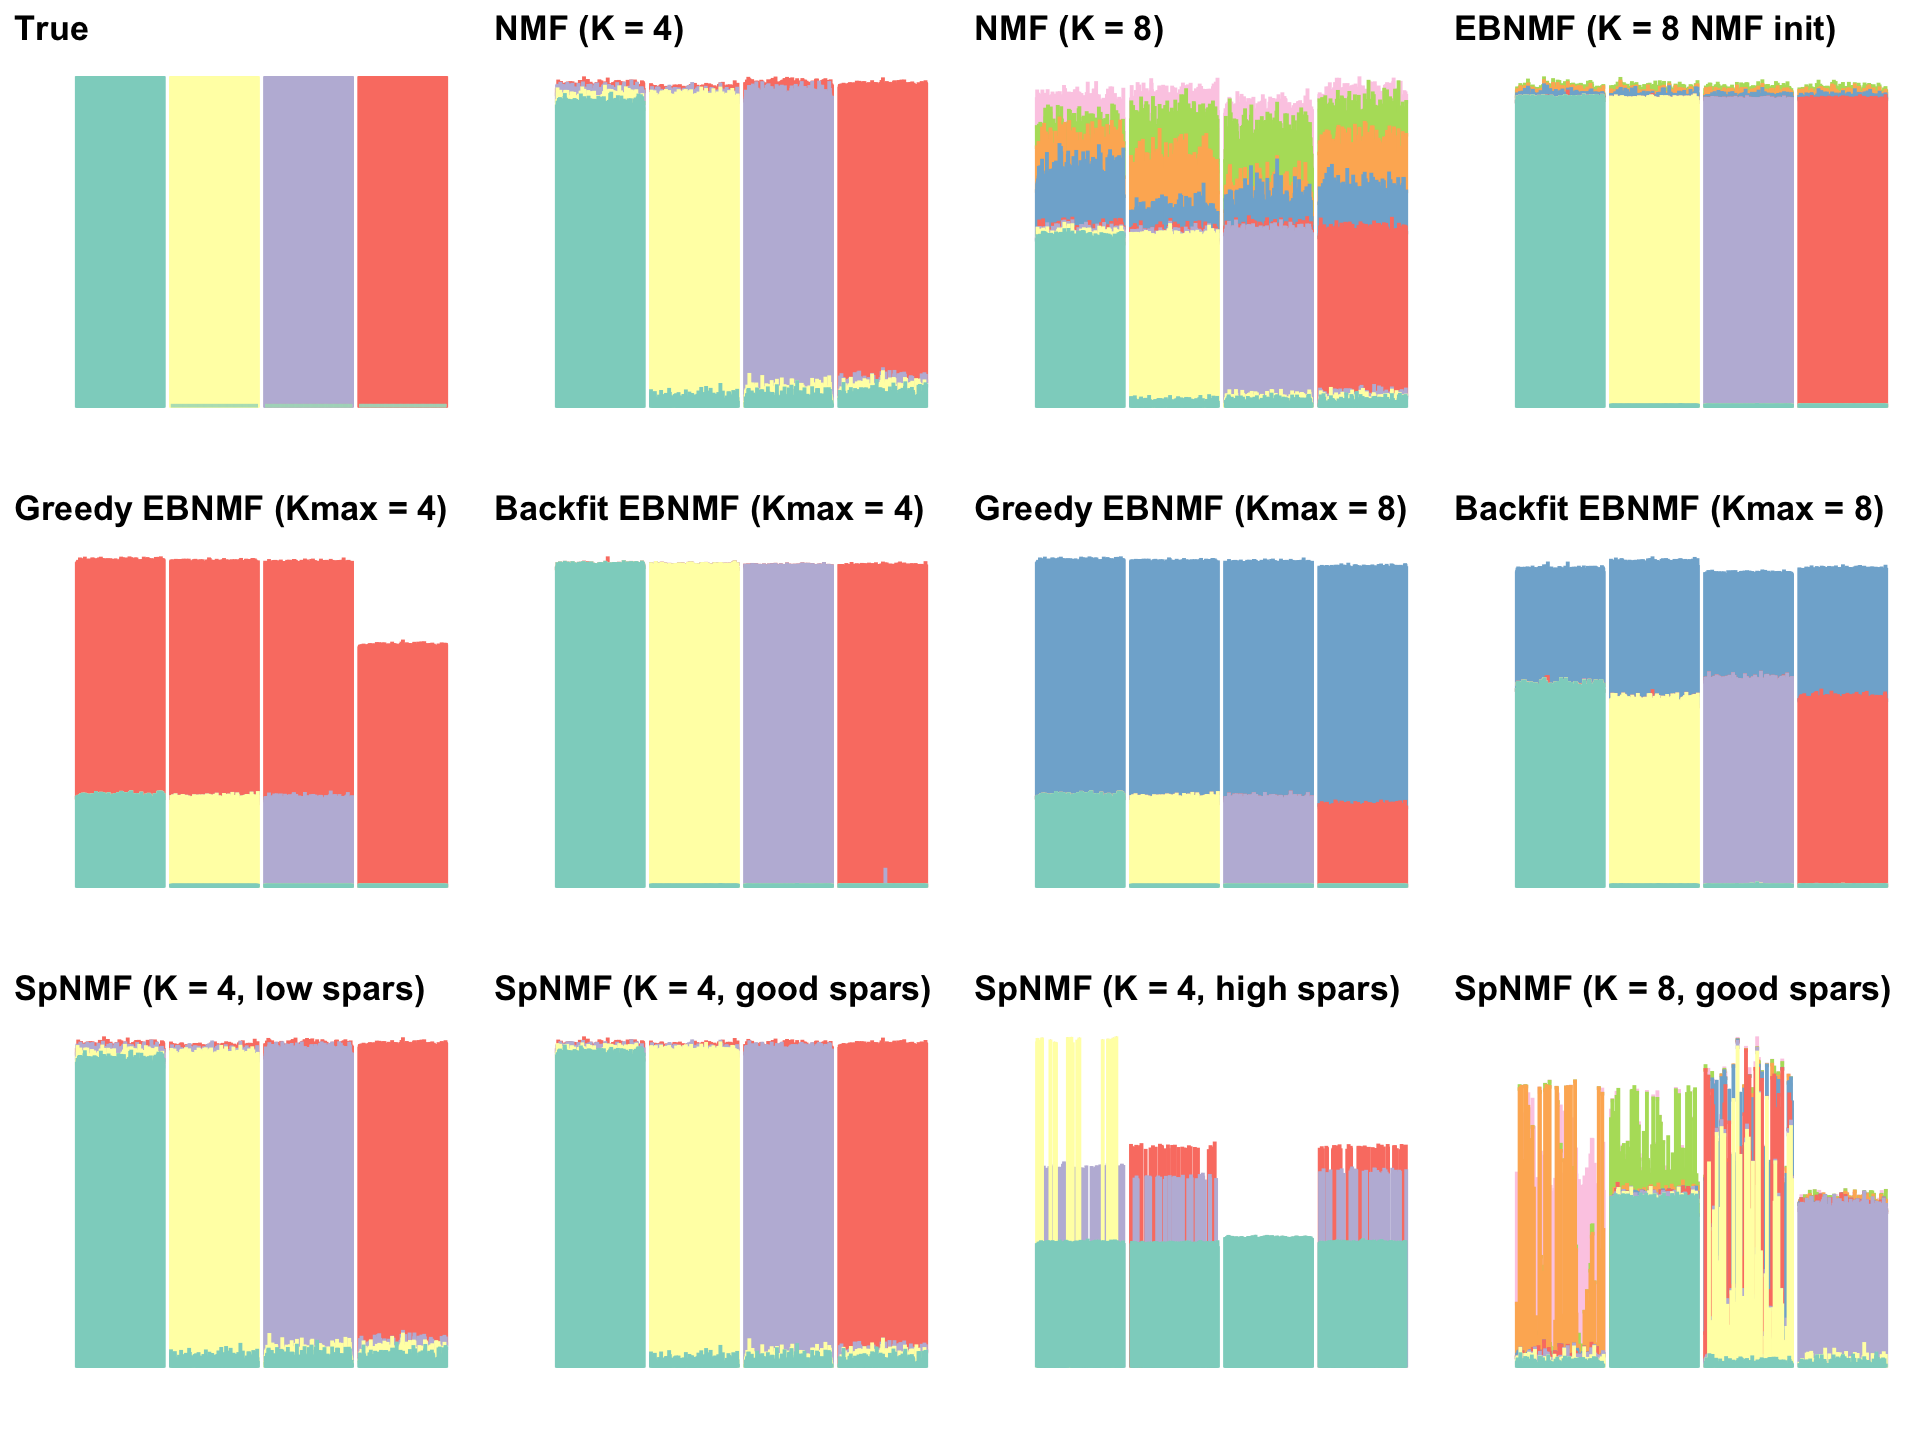 True
NMF (K = 4)
NMF (K = 8)
EBNMF (K = 8 NMF init)
Greedy EBNMF (Kmax = 4)
Backfit EBNMF (Kmax = 4)
Greedy EBNMF (Kmax = 8)
Backfit EBNMF (Kmax = 8)
SpNMF (K = 4, low spars)
SpNMF (K = 4, good spars)
SpNMF (K = 4, high spars)
SpNMF (K = 8, good spars)